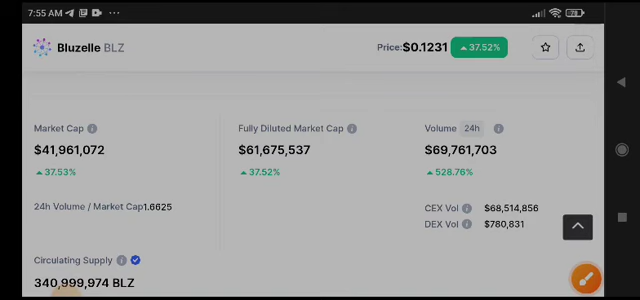 7:55 AM 78
Bluzelle BLZ Price: $0.1231 37.52%
Market Cap Fully Diluted Market Cap Volume 24h
$41,961,072 $61,675,537 $69,761,703
37.53% 37.52% 528.76%
24h Volume / Market Cap 1.6625 CEX Vol $68,514,856
DEX Vol $780,831
Circulating Supply
340,999,974 BLZ